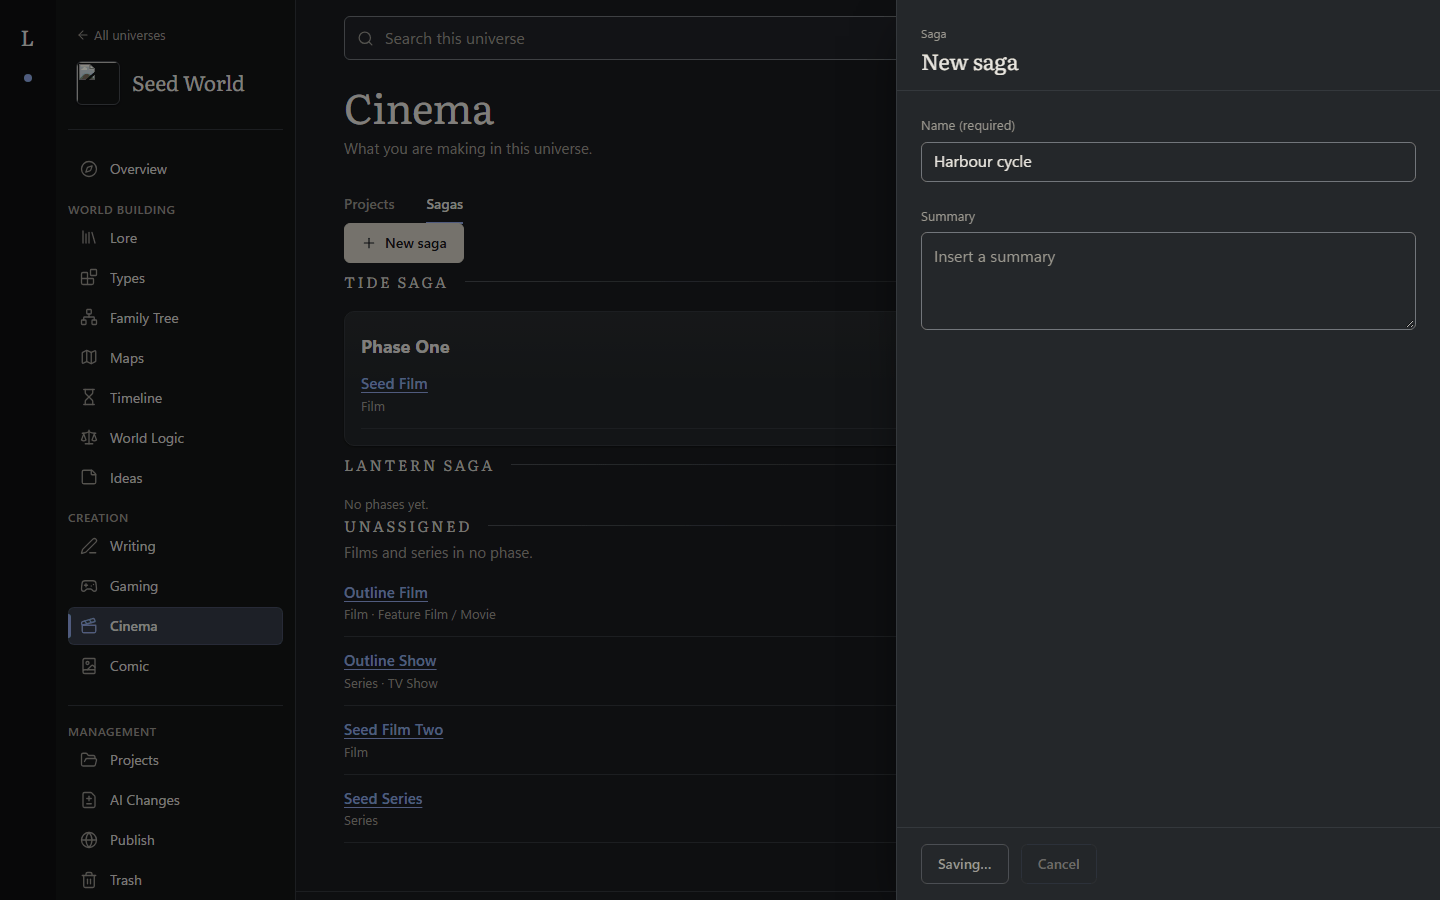 L
All universes
Seed World
Overview
WORLD BUILDING
Lore
Types
Family Tree
Maps
Timeline
World Logic
Ideas
CREATION
Writing
Gaming
Cinema
Comic
MANAGEMENT
Projects
AI Changes
Publish
Trash
Search this universe
Cinema
What you are making in this universe.
Projects Sagas
New saga
TIDE SAGA
Phase One
Seed Film
Film
LANTERN SAGA
No phases yet.
UNASSIGNED
Films and series in no phase.
Outline Film
Film · Feature Film / Movie
Outline Show
Series · TV Show
Seed Film Two
Film
Seed Series
Series
Saga
New saga
Name (required)
Harbour cycle
Summary
Insert a summary
Saving... Cancel